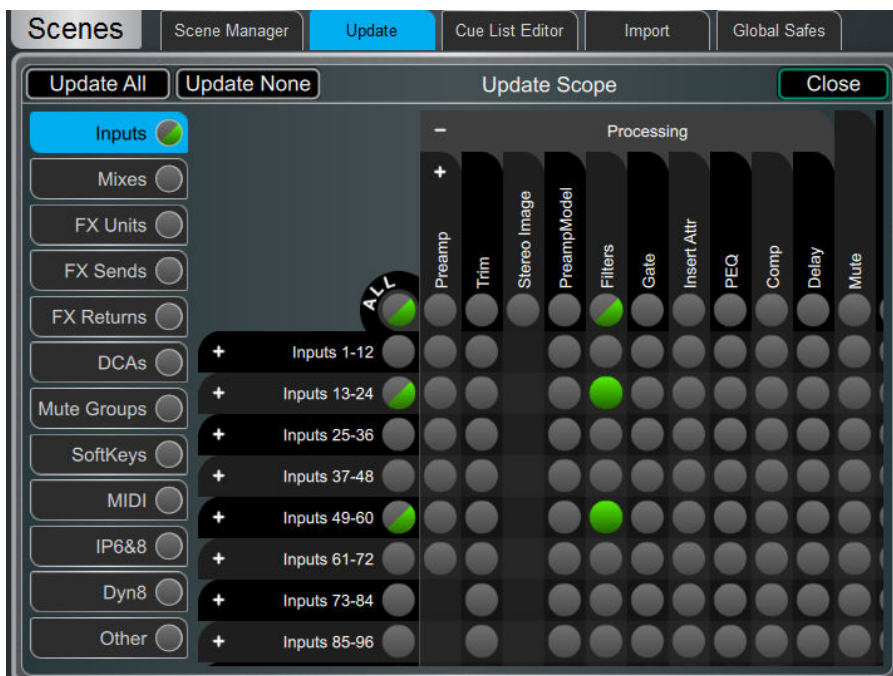 Scenes
Scene Manager
Update
Cue List Editor
Import
Global Safes
Update All
Update None
Update Scope
Close
Inputs
Mixes
FX Units
FX Sends
FX Returns
DCAs
Mute Groups
SoftKeys
MIDI
IP6&8
Dyn8
Other
- Processing
+
Preamp
Trim
Stereo Image
PreampModel
Filters
Gate
Insert Attr
PEQ
Comp
Delay
Mute
ALL
+ Inputs 1-12
+ Inputs 13-24
+ Inputs 25-36
+ Inputs 37-48
+ Inputs 49-60
+ Inputs 61-72
+ Inputs 73-84
+ Inputs 85-96